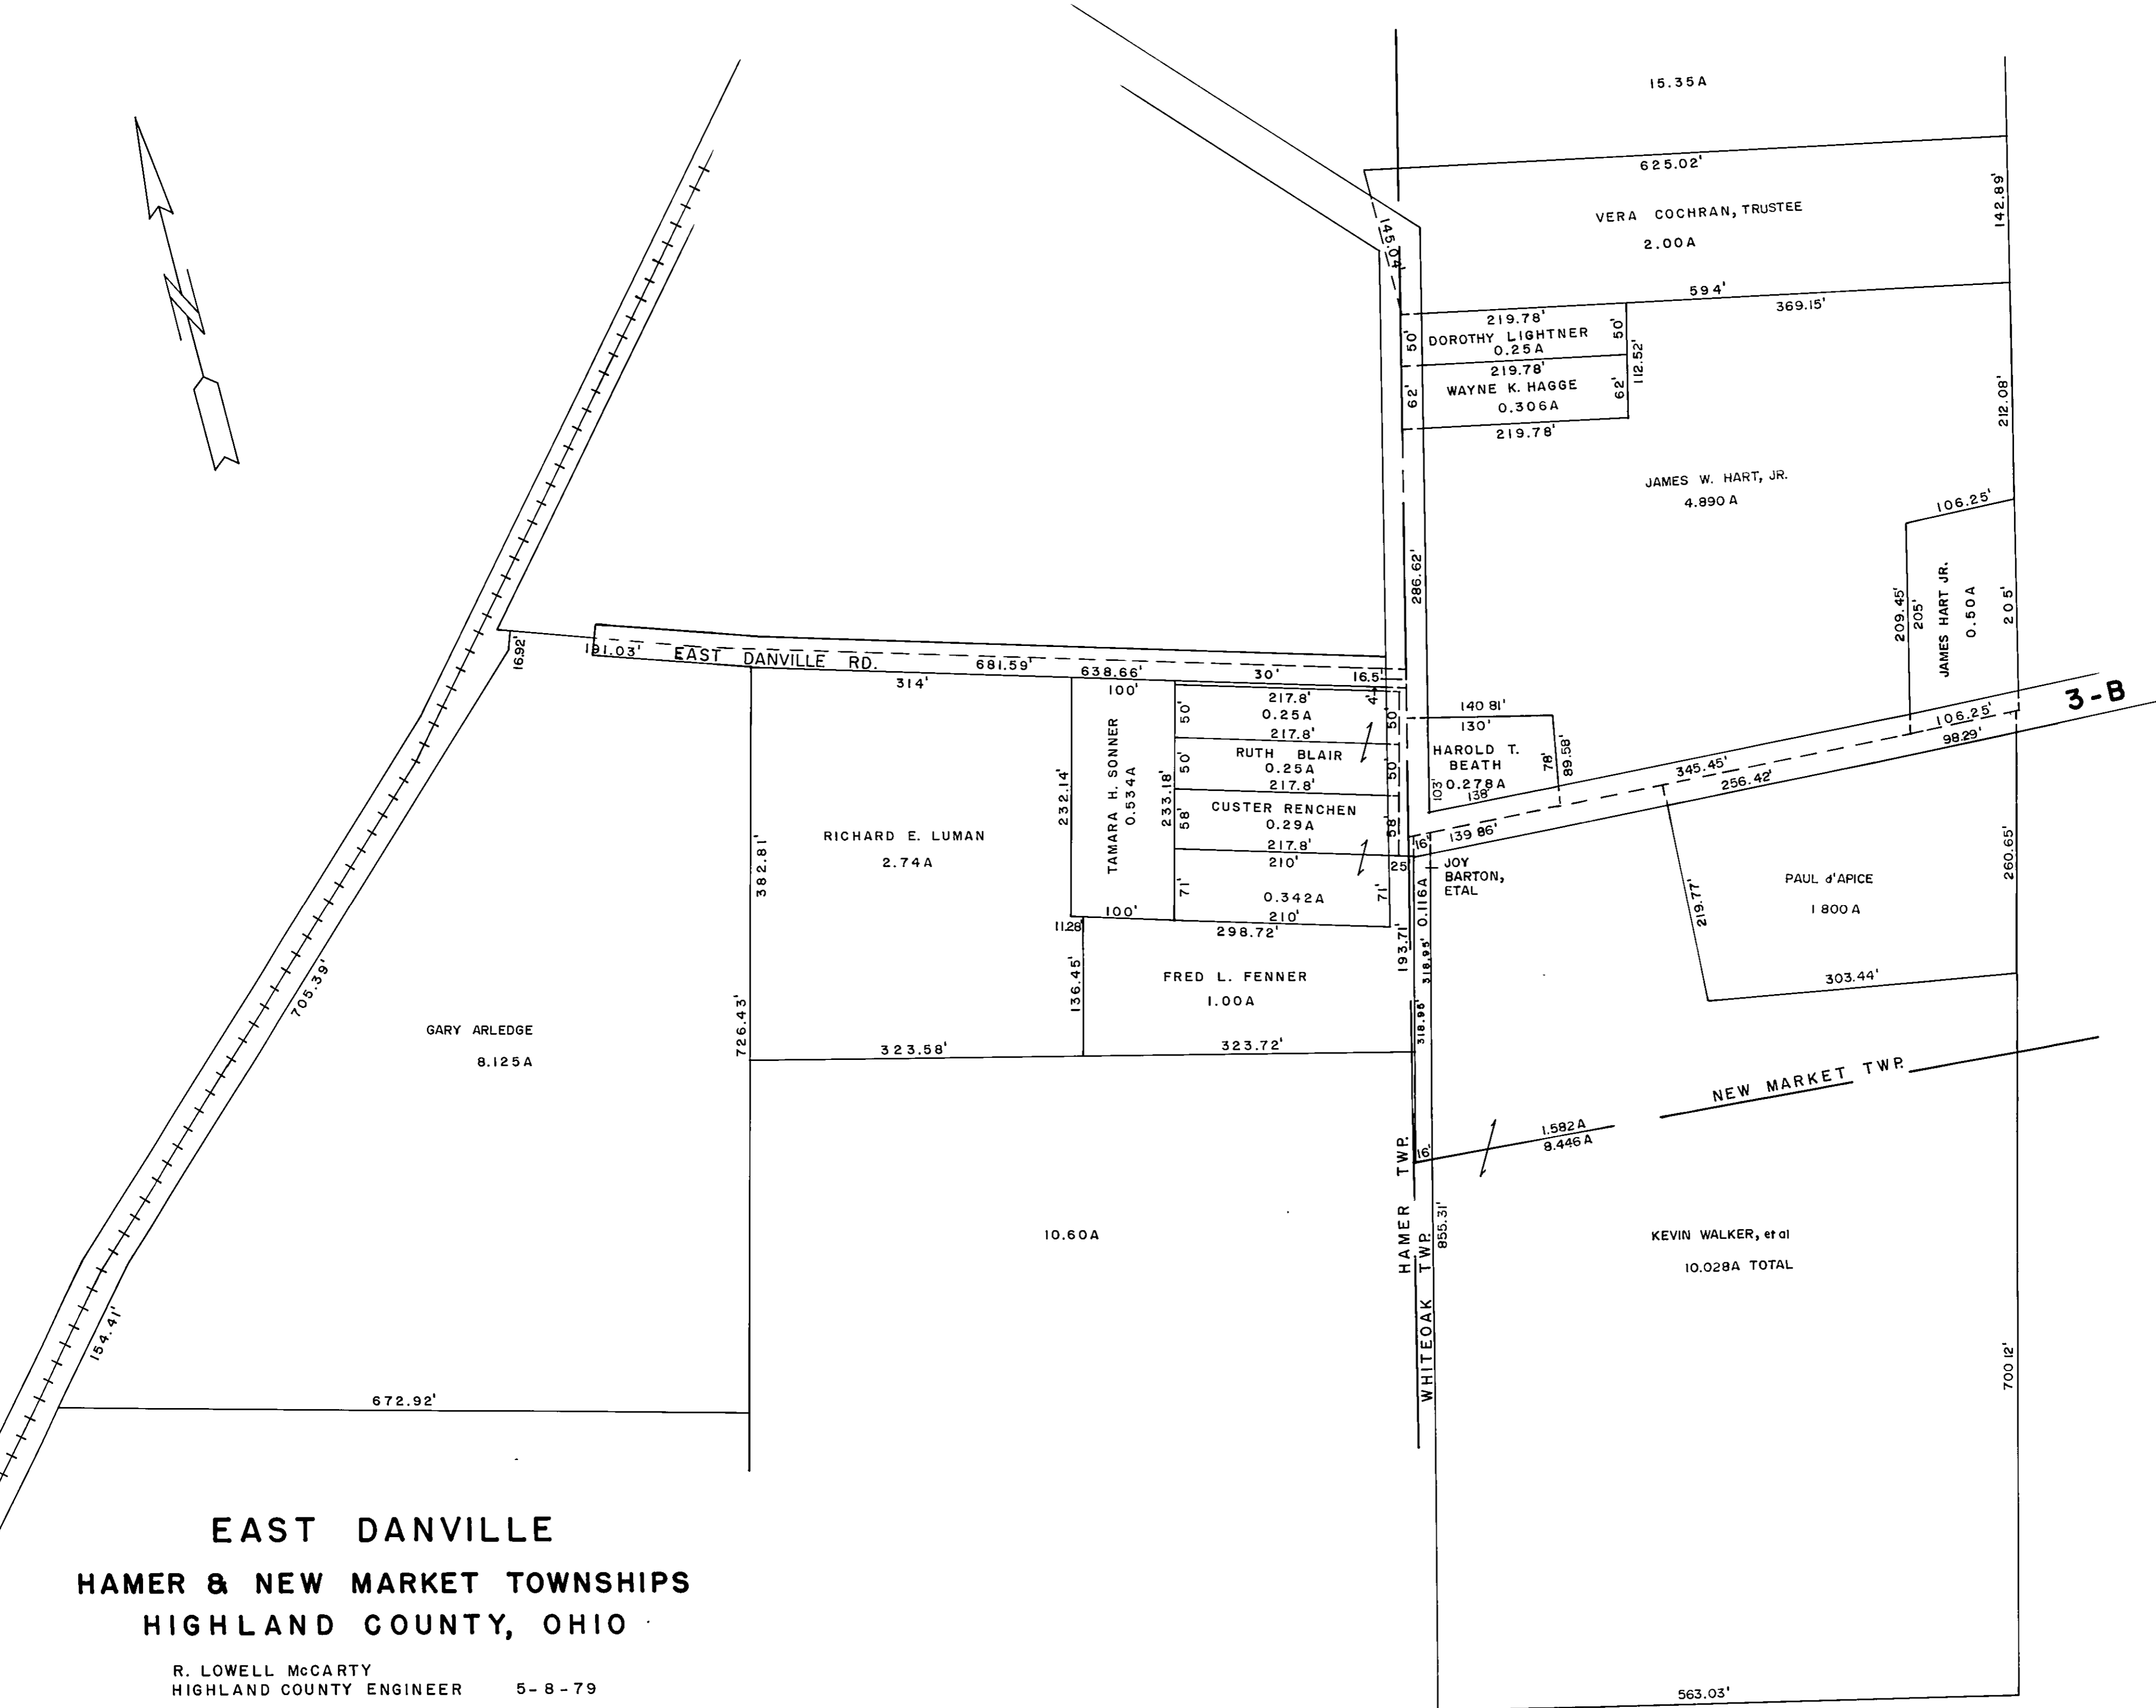 15.35A
625.02'
142.89'
VERA COCHRAN, TRUSTEE
2.00A
145.04'
594'
369.15'
219.78'
50'
DOROTHY LIGHTNER
50'
0.25A
112.52'
219.78'
62'
WAYNE K. HAGGE
62'
0.306A
219.78'
212.08'
JAMES W. HART, JR.
4.890 A
106.25'
286.62'
209.45'
205'
JAMES HART JR.
0.50A
205'
N
16.92'
191.03'
EAST DANVILLE RD.
681.59'
638.66'
30'
16.5'
314'
100'
217.8'
4'
50'
0.25A
50'
217.8'
140 81'
130'
HAROLD T.
BEATH
0.278A
78'
89.58'
103'
138'
106.25'
98.29'
3-B
345.45'
256.42'
RUTH BLAIR
50'
0.25A
50'
217.8'
CUSTER RENCHEN
58'
0.29A
58'
217.8'
232.14'
TAMARA H. SONNER
0.534A
233.18'
16'
139 86'
210'
25'
71'
0.342A
71'
210'
100'
11.28'
298.72'
JOY
BARTON,
ETAL
0.116A
318.95'
193.71'
318.95'
RICHARD E. LUMAN
2.74A
382.81'
PAUL d'APICE
1 800 A
219.77'
260.65'
303.44'
FRED L. FENNER
1.00A
136.45'
323.58'
323.72'
705.39'
GARY ARLEDGE
8.125A
726.43'
NEW MARKET TWP.
1.582A
8.446A
16'
HAMER TWP.
WHITEOAK TWP.
855.31'
10.60A
KEVIN WALKER, et al
10.028A TOTAL
154.41'
700 12'
672.92'
563.03'
EAST DANVILLE
HAMER & NEW MARKET TOWNSHIPS
HIGHLAND COUNTY, OHIO
R. LOWELL McCARTY
HIGHLAND COUNTY ENGINEER 5-8-79